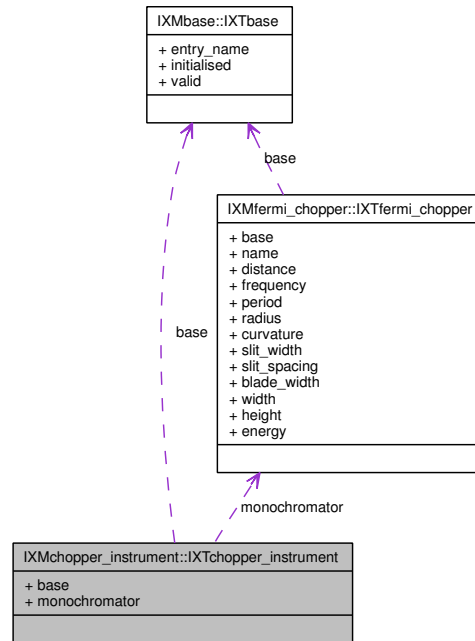 IXMbase::IXTbase
+ entry_name
+ initialised
+ valid
base
IXMfermi_chopper::IXTfermi_chopper
+ base
+ name
+ distance
+ frequency
+ period
+ radius
+ curvature
+ slit_width
+ slit_spacing
+ blade_width
+ width
+ height
+ energy
base
monochromator
IXMchopper_instrument::IXTchopper_instrument
+ base
+ monochromator